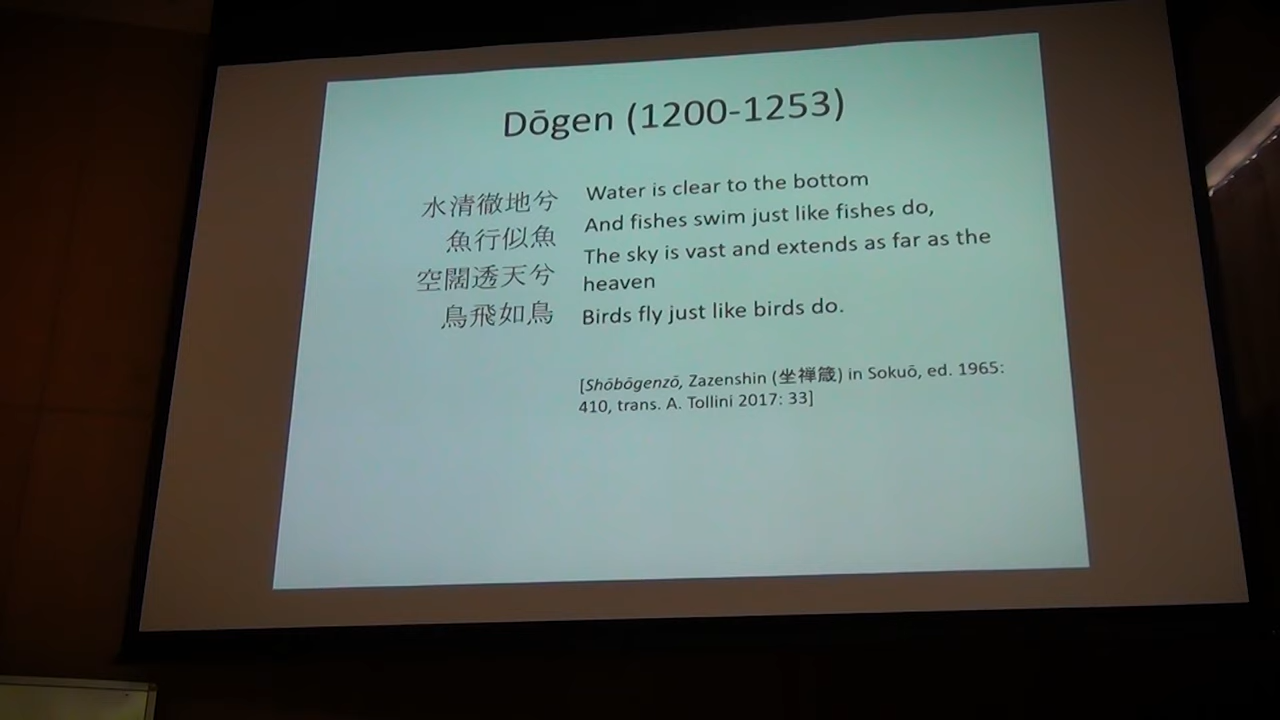 Dōgen (1200-1253)
水清徹地兮
魚行似魚
空闊透天兮
鳥飛如鳥
Water is clear to the bottom
And fishes swim just like fishes do,
The sky is vast and extends as far as the
heaven
Birds fly just like birds do.
[Shōbōgenzō, Zazenshin (坐禅箴) in Sokuō, ed. 1965:
410, trans. A. Tollini 2017: 33]